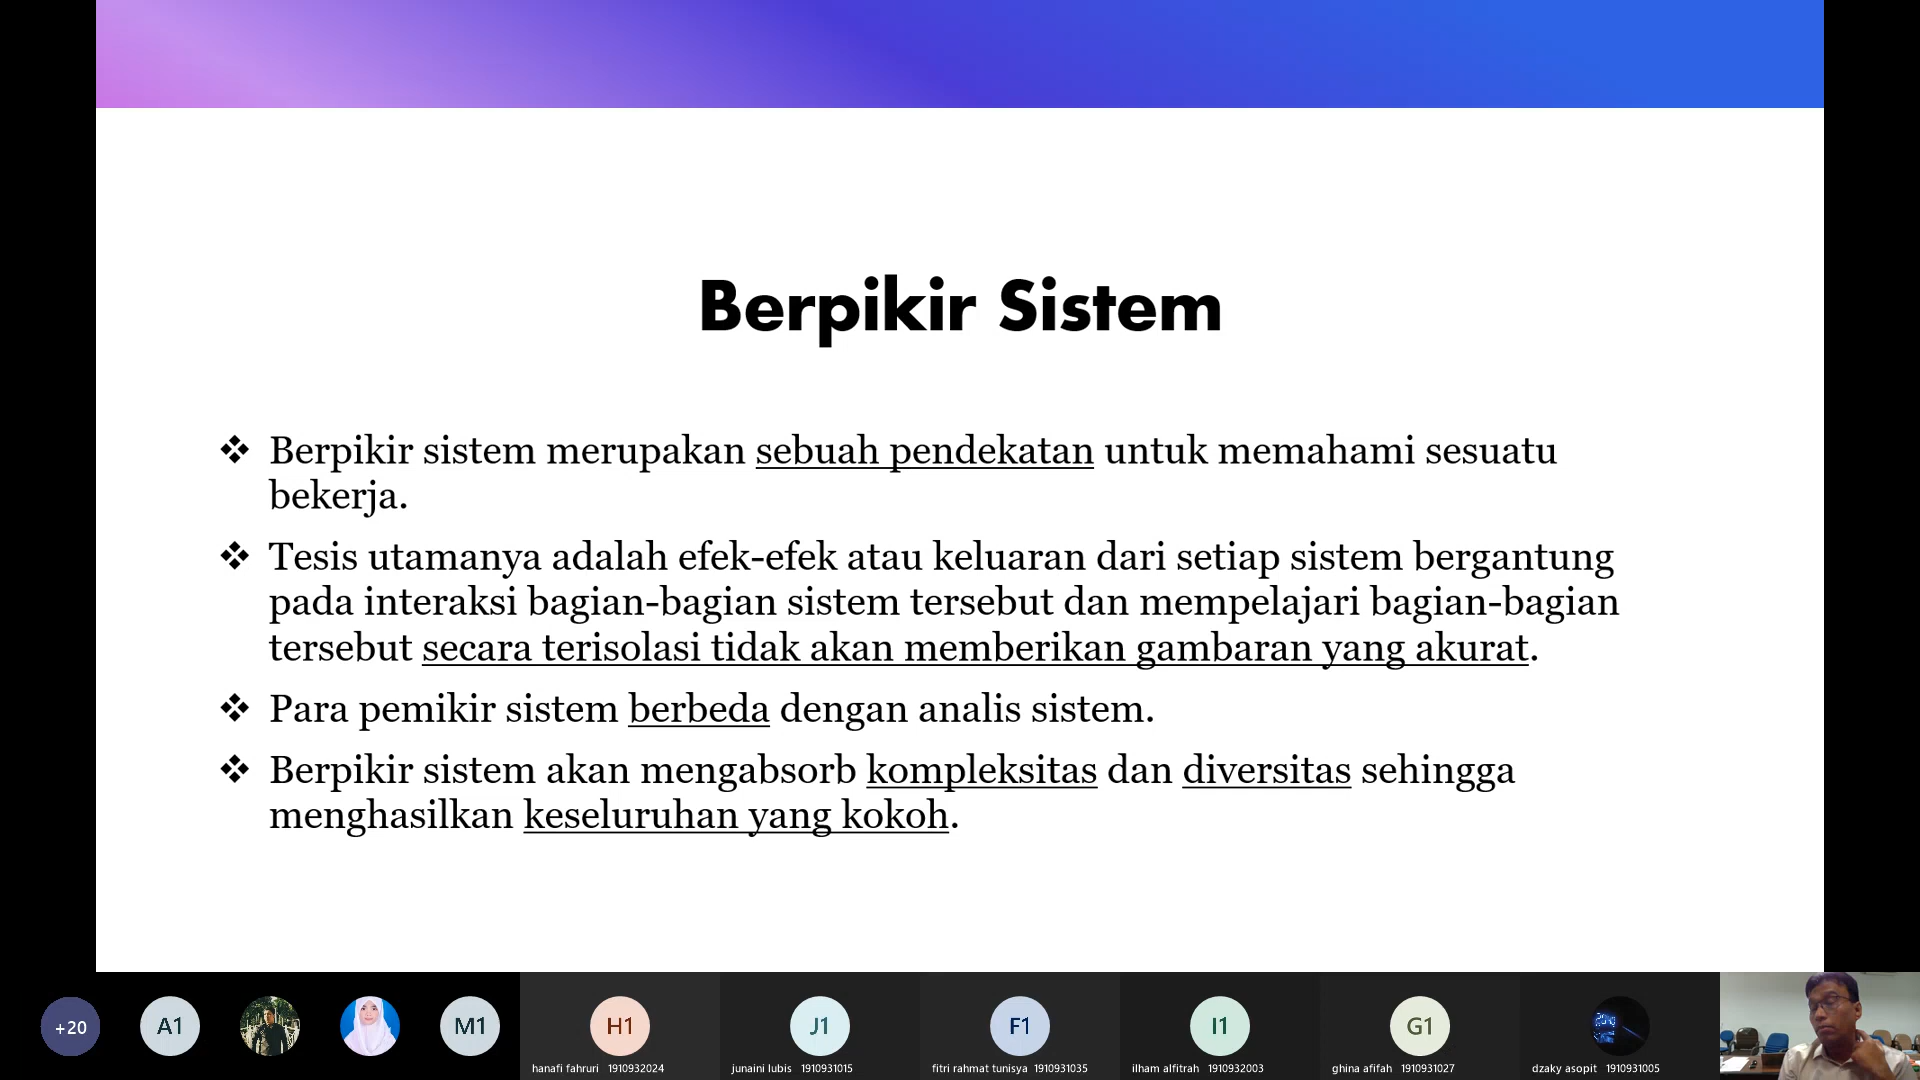 Berpikir Sistem
❖ Berpikir sistem merupakan sebuah pendekatan untuk memahami sesuatu
bekerja.
❖ Tesis utamanya adalah efek-efek atau keluaran dari setiap sistem bergantung
pada interaksi bagian-bagian sistem tersebut dan mempelajari bagian-bagian
tersebut secara terisolasi tidak akan memberikan gambaran yang akurat.
❖ Para pemikir sistem berbeda dengan analis sistem.
❖ Berpikir sistem akan mengabsorb kompleksitas dan diversitas sehingga
menghasilkan keseluruhan yang kokoh.
+20 A1 M1 H1 J1 F1 I1 G1
hanafi fahruri 1910932024 junaini lubis 1910931015 fitri rahmat tunisya 1910931035 ilham alfitrah 1910932003 ghina afifah 1910931027 dzaky asopit 1910931005